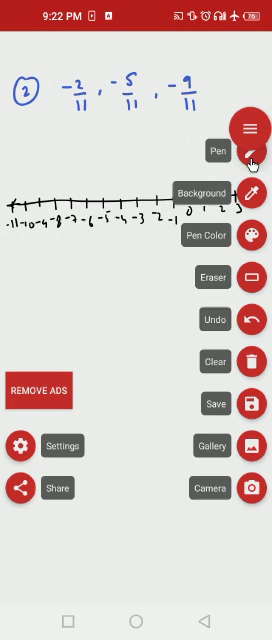 9:22 PM
② -2/11, -5/11, -9/11
Pen
Background
-11 -10 -9 -8 -7 -6 -5 -4 -3 -2 -1 0 1 2 3
Pen Color
Eraser
Undo
Clear
REMOVE ADS
Save
Settings
Gallery
Share
Camera